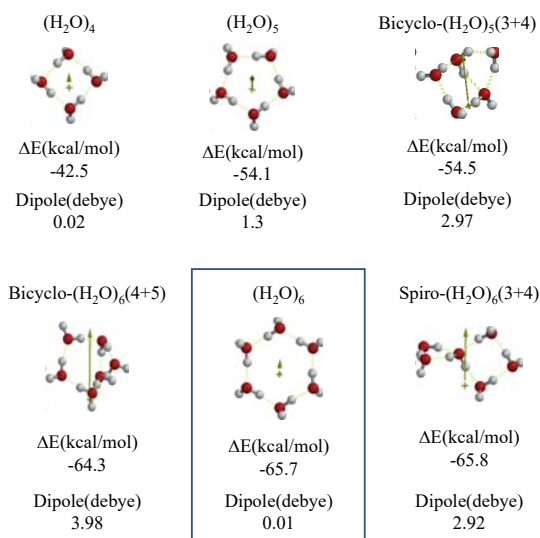 (H₂O)₄
(H₂O)₅
Bicyclo-(H₂O)₅(3+4)
ΔE(kcal/mol)
-42.5
Dipole(debye)
0.02
ΔE(kcal/mol)
-54.1
Dipole(debye)
1.3
ΔE(kcal/mol)
-54.5
Dipole(debye)
2.97
Bicyclo-(H₂O)₆(4+5)
(H₂O)₆
Spiro-(H₂O)₆(3+4)
ΔE(kcal/mol)
-64.3
Dipole(debye)
3.98
ΔE(kcal/mol)
-65.7
Dipole(debye)
0.01
ΔE(kcal/mol)
-65.8
Dipole(debye)
2.92